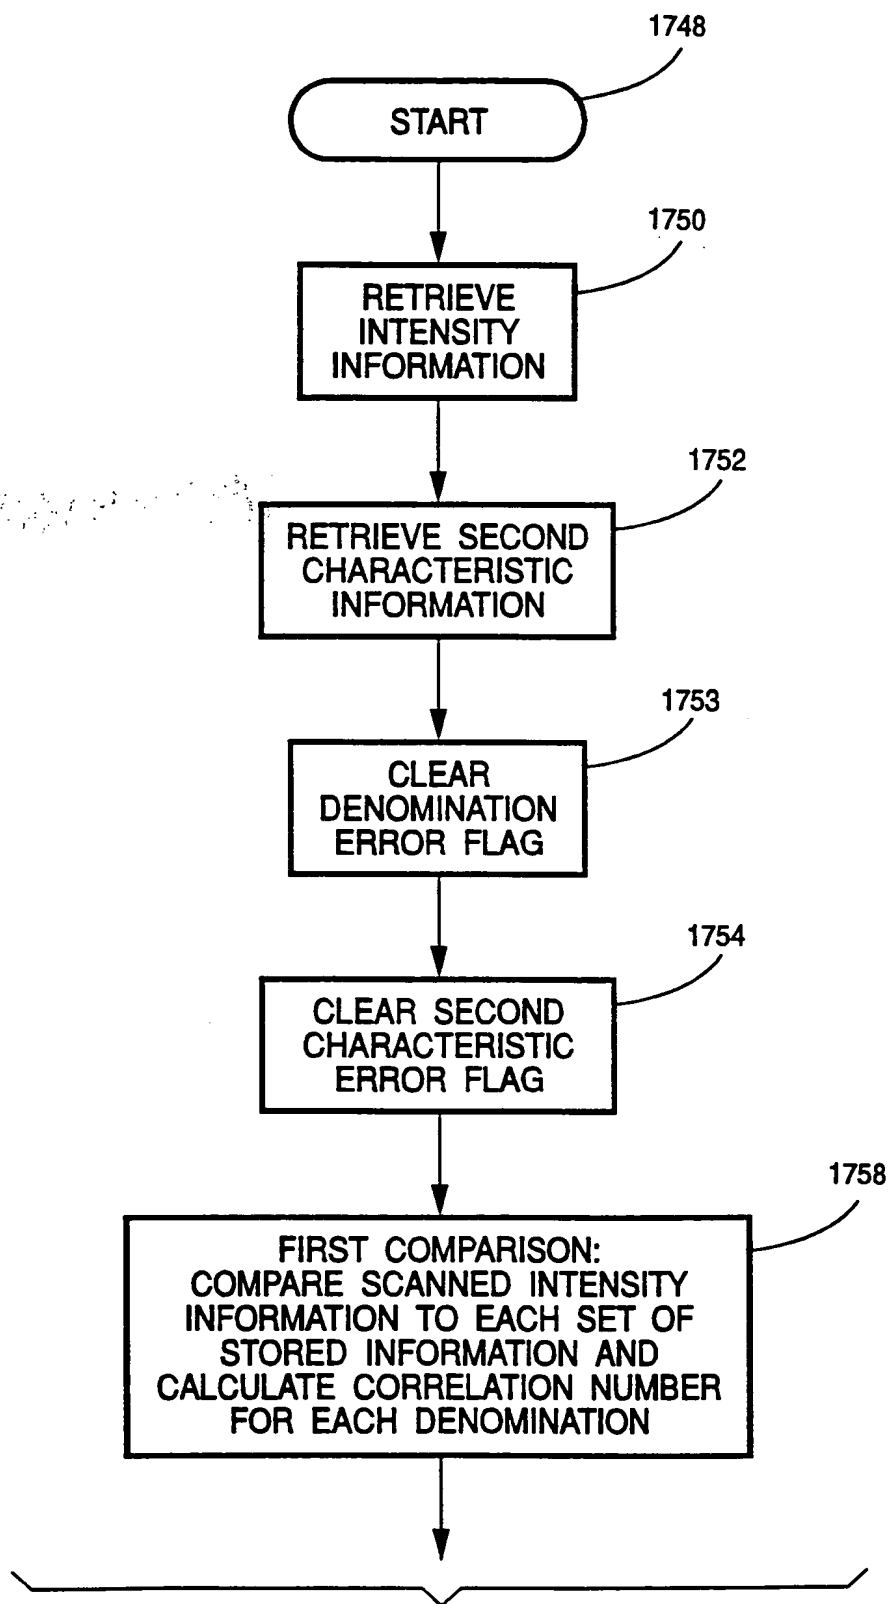 1748
START
1750
RETRIEVE
INTENSITY
INFORMATION
1752
RETRIEVE SECOND
CHARACTERISTIC
INFORMATION
1753
CLEAR
DENOMINATION
ERROR FLAG
1754
CLEAR SECOND
CHARACTERISTIC
ERROR FLAG
1758
FIRST COMPARISON:
COMPARE SCANNED INTENSITY
INFORMATION TO EACH SET OF
STORED INFORMATION AND
CALCULATE CORRELATION NUMBER
FOR EACH DENOMINATION